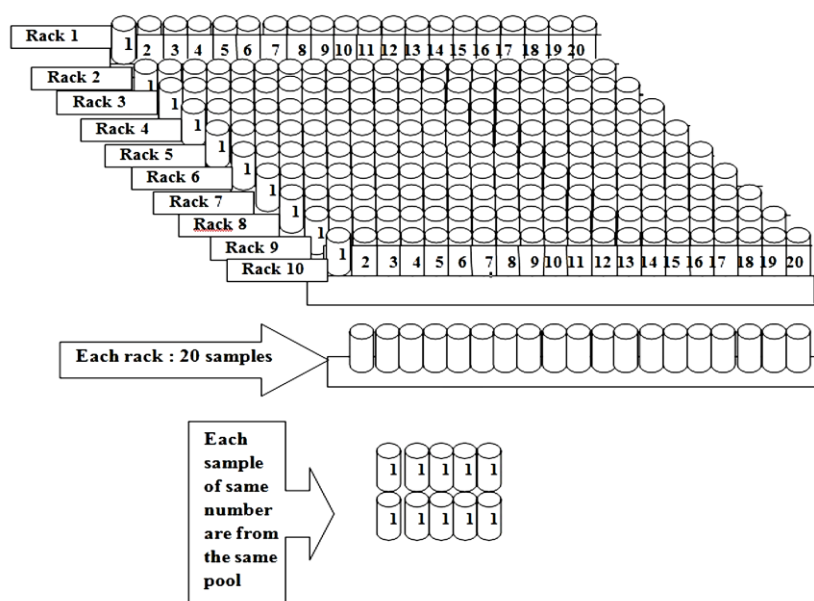 Rack 1
1 2 3 4 5 6 7 8 9 10 11 12 13 14 15 16 17 18 19 20
Rack 2
1
Rack 3
1
Rack 4
1
Rack 5
1
Rack 6
1
Rack 7
1
Rack 8
1
Rack 9
1
Rack 10
1 2 3 4 5 6 7 8 9 10 11 12 13 14 15 16 17 18 19 20
Each rack : 20 samples
Each
sample
of same
number
are from
the same
pool
1 1 1 1 1
1 1 1 1 1